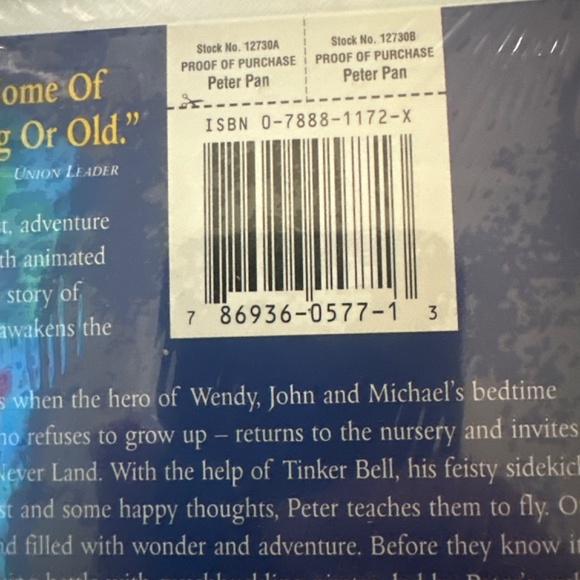 Stock No. 12730A
PROOF OF PURCHASE
Peter Pan
Stock No. 12730B
PROOF OF PURCHASE
Peter Pan
ISBN 0-7888-1172-X
7 86936-0577-1 3
ome Of
g Or Old."
—UNION LEADER
t, adventure
th animated
story of
awakens the
s when the hero of Wendy, John and Michael's bedtime
ho refuses to grow up – returns to the nursery and invites
Never Land. With the help of Tinker Bell, his feisty sidekic
st and some happy thoughts, Peter teaches them to fly. O
nd filled with wonder and adventure. Before they know it